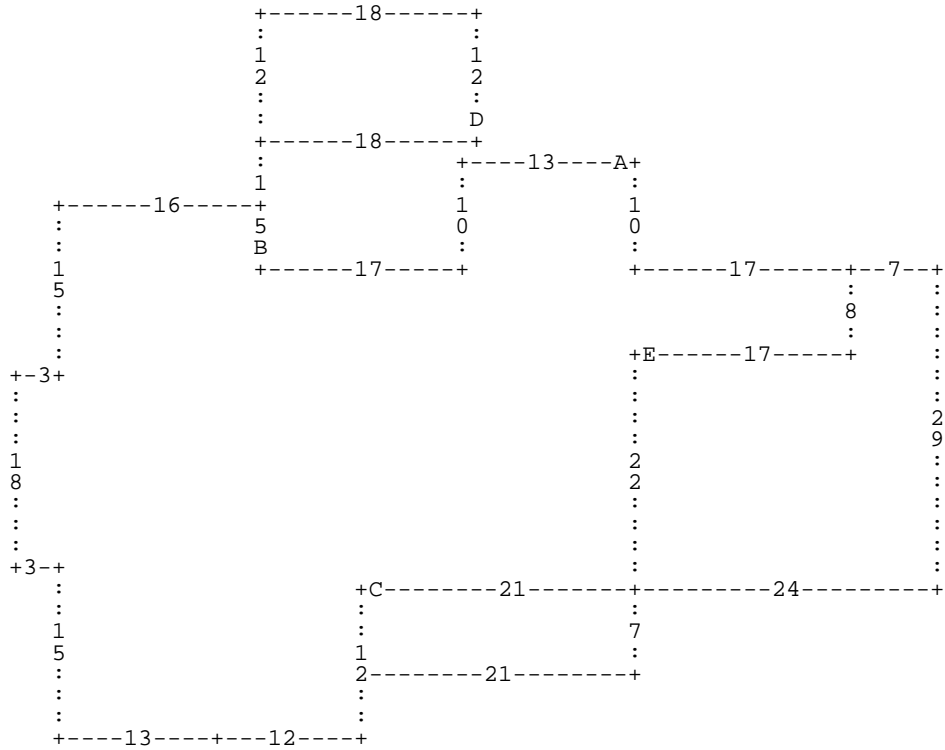 +------18------+
                 :              :
                 1              1
                 2              2
                 :              :
                 :              D
                 +------18------+
                 :             +----13----A+
                 1             :           :
   +------16-----+             1           1
   :             5             0           0
   :             B             :           :
   1             +------17-----+           +------17------+--7--+
   5                                                      :     :
   :                                                      8     :
   :                                                      :     :
   :                                       +E------17-----+     :
+-3+                                       :                    :
:                                          :                    :
:                                          :                    2
:                                          :                    9
1                                          2                    :
8                                          2                    :
:                                          :                    :
:                                          :                    :
:                                          :                    :
+3-+                                       :                    :
   :                    +C--------21-------+---------24---------+
   :                    :                  :
   1                    :                  7
   5                    1                  :
   :                    2--------21--------+
   :                    :
   :                    :
   +----13----+---12----+